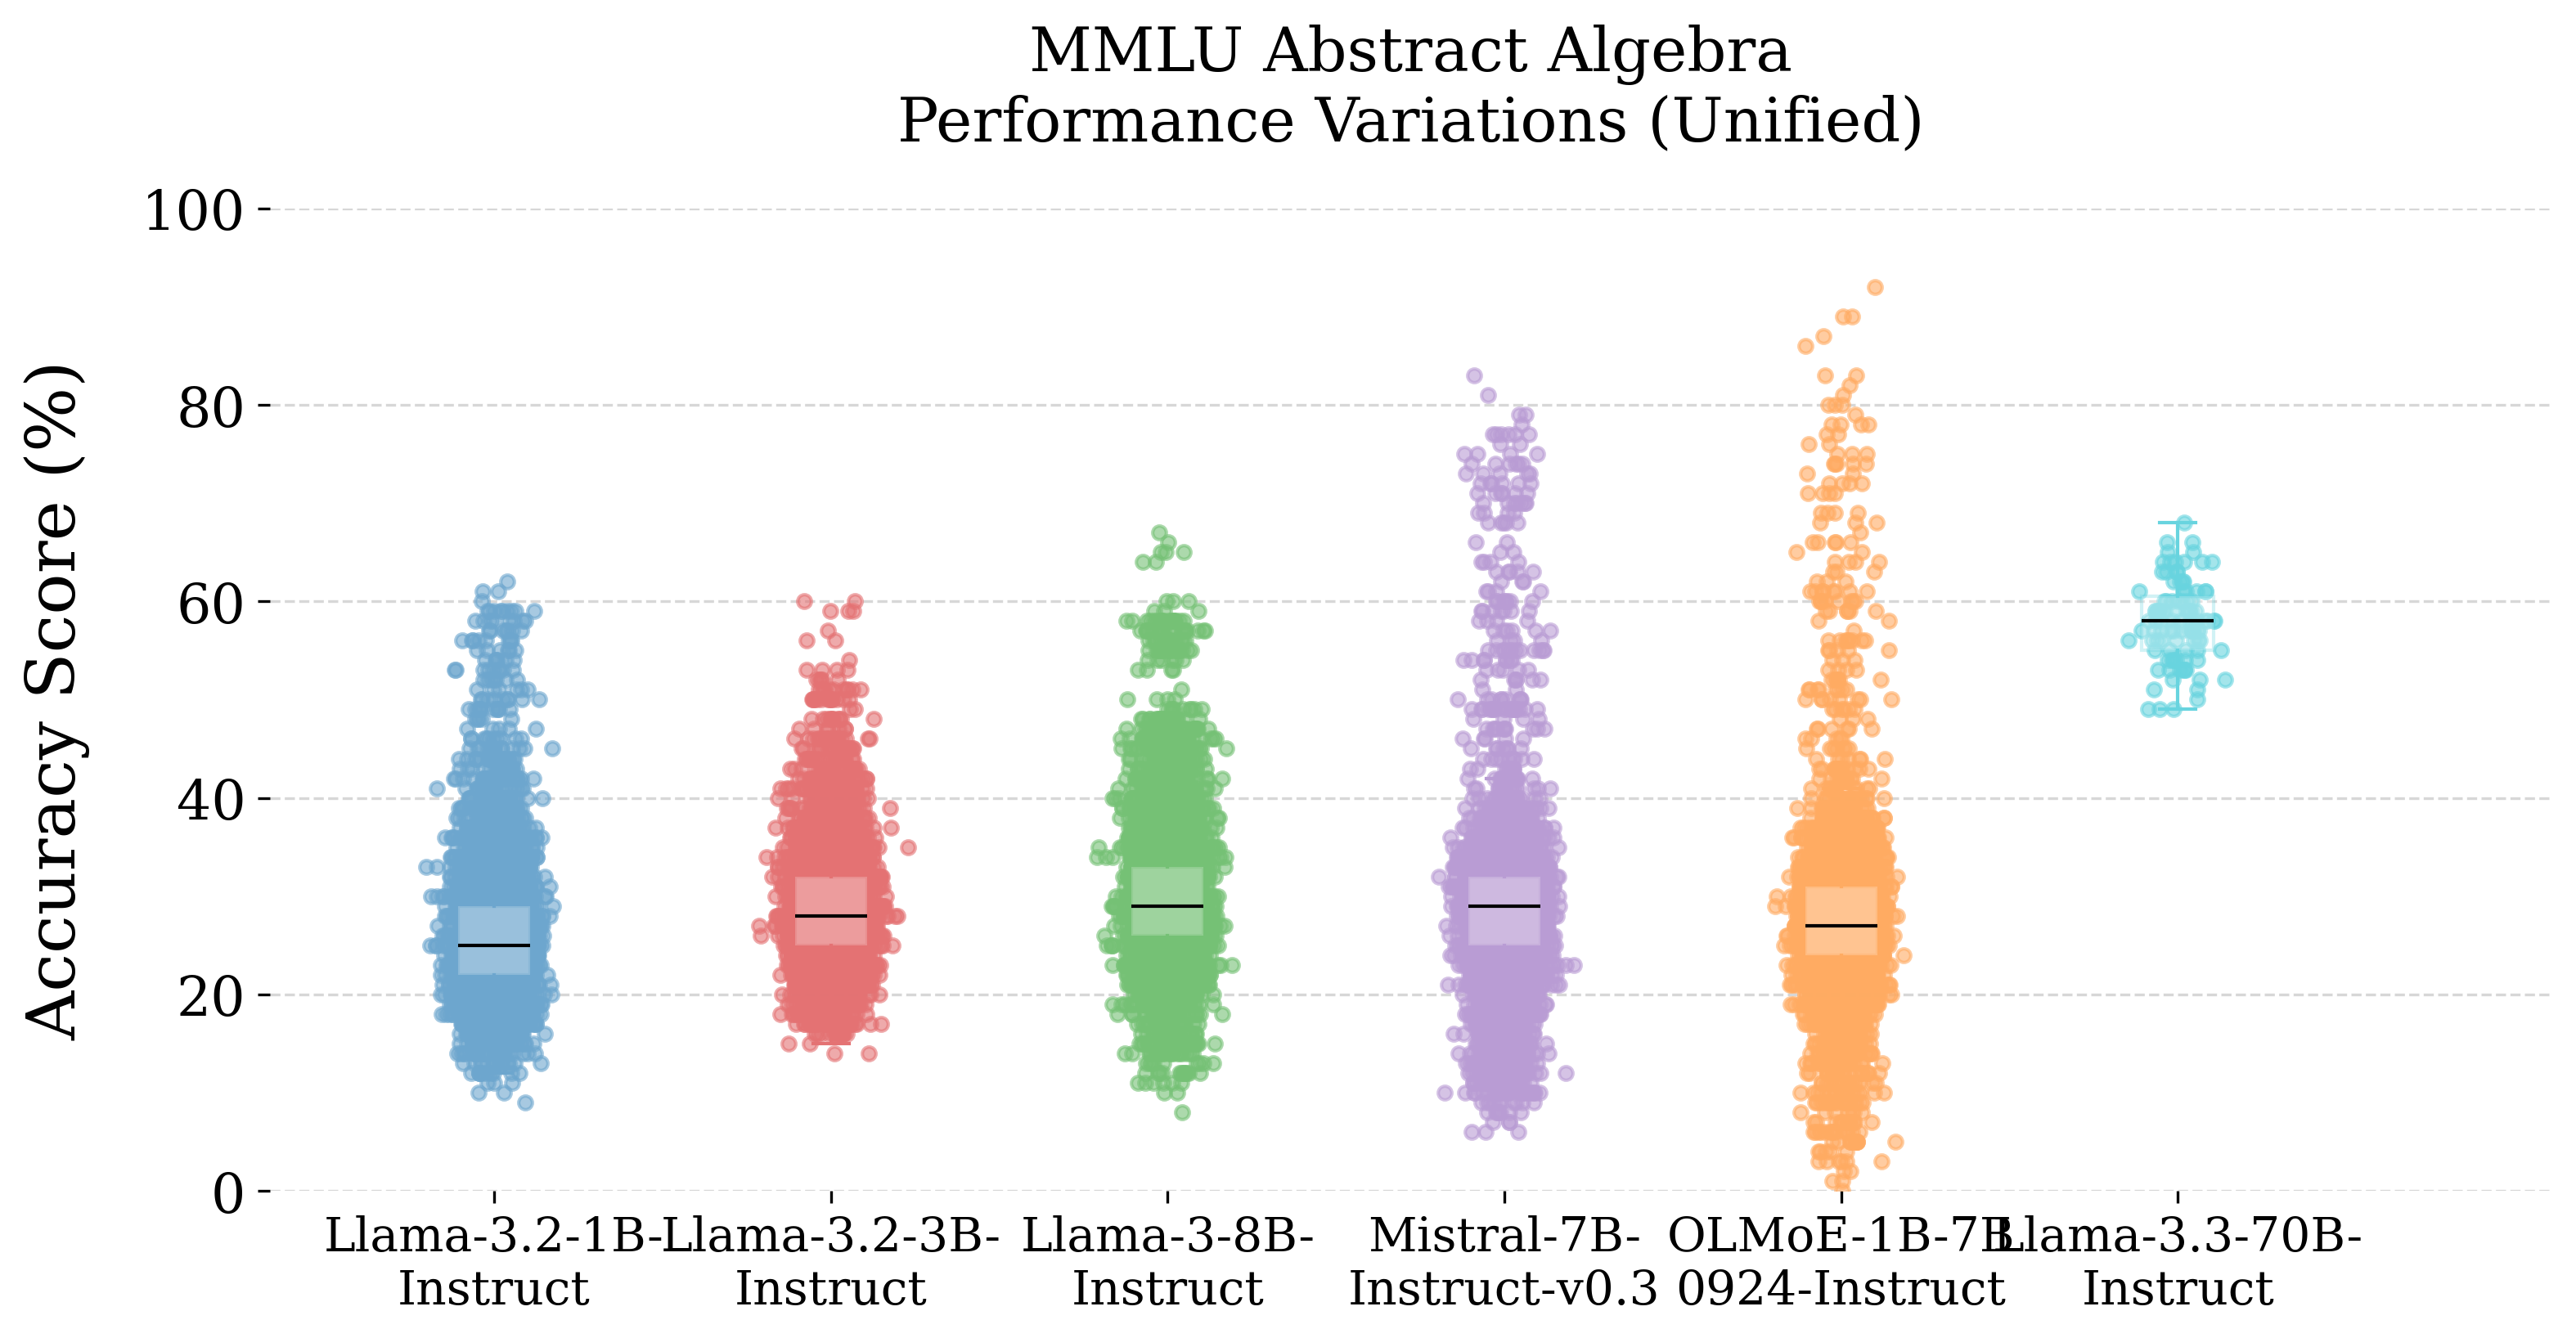 MMLU Abstract Algebra
Performance Variations (Unified)
Accuracy Score (%)
100
80
60
40
20
0
Llama-3.2-1B-
Instruct
Llama-3.2-3B-
Instruct
Llama-3-8B-
Instruct
Mistral-7B-
Instruct-v0.3
OLMoE-1B-7B
0924-Instruct
Llama-3.3-70B-
Instruct